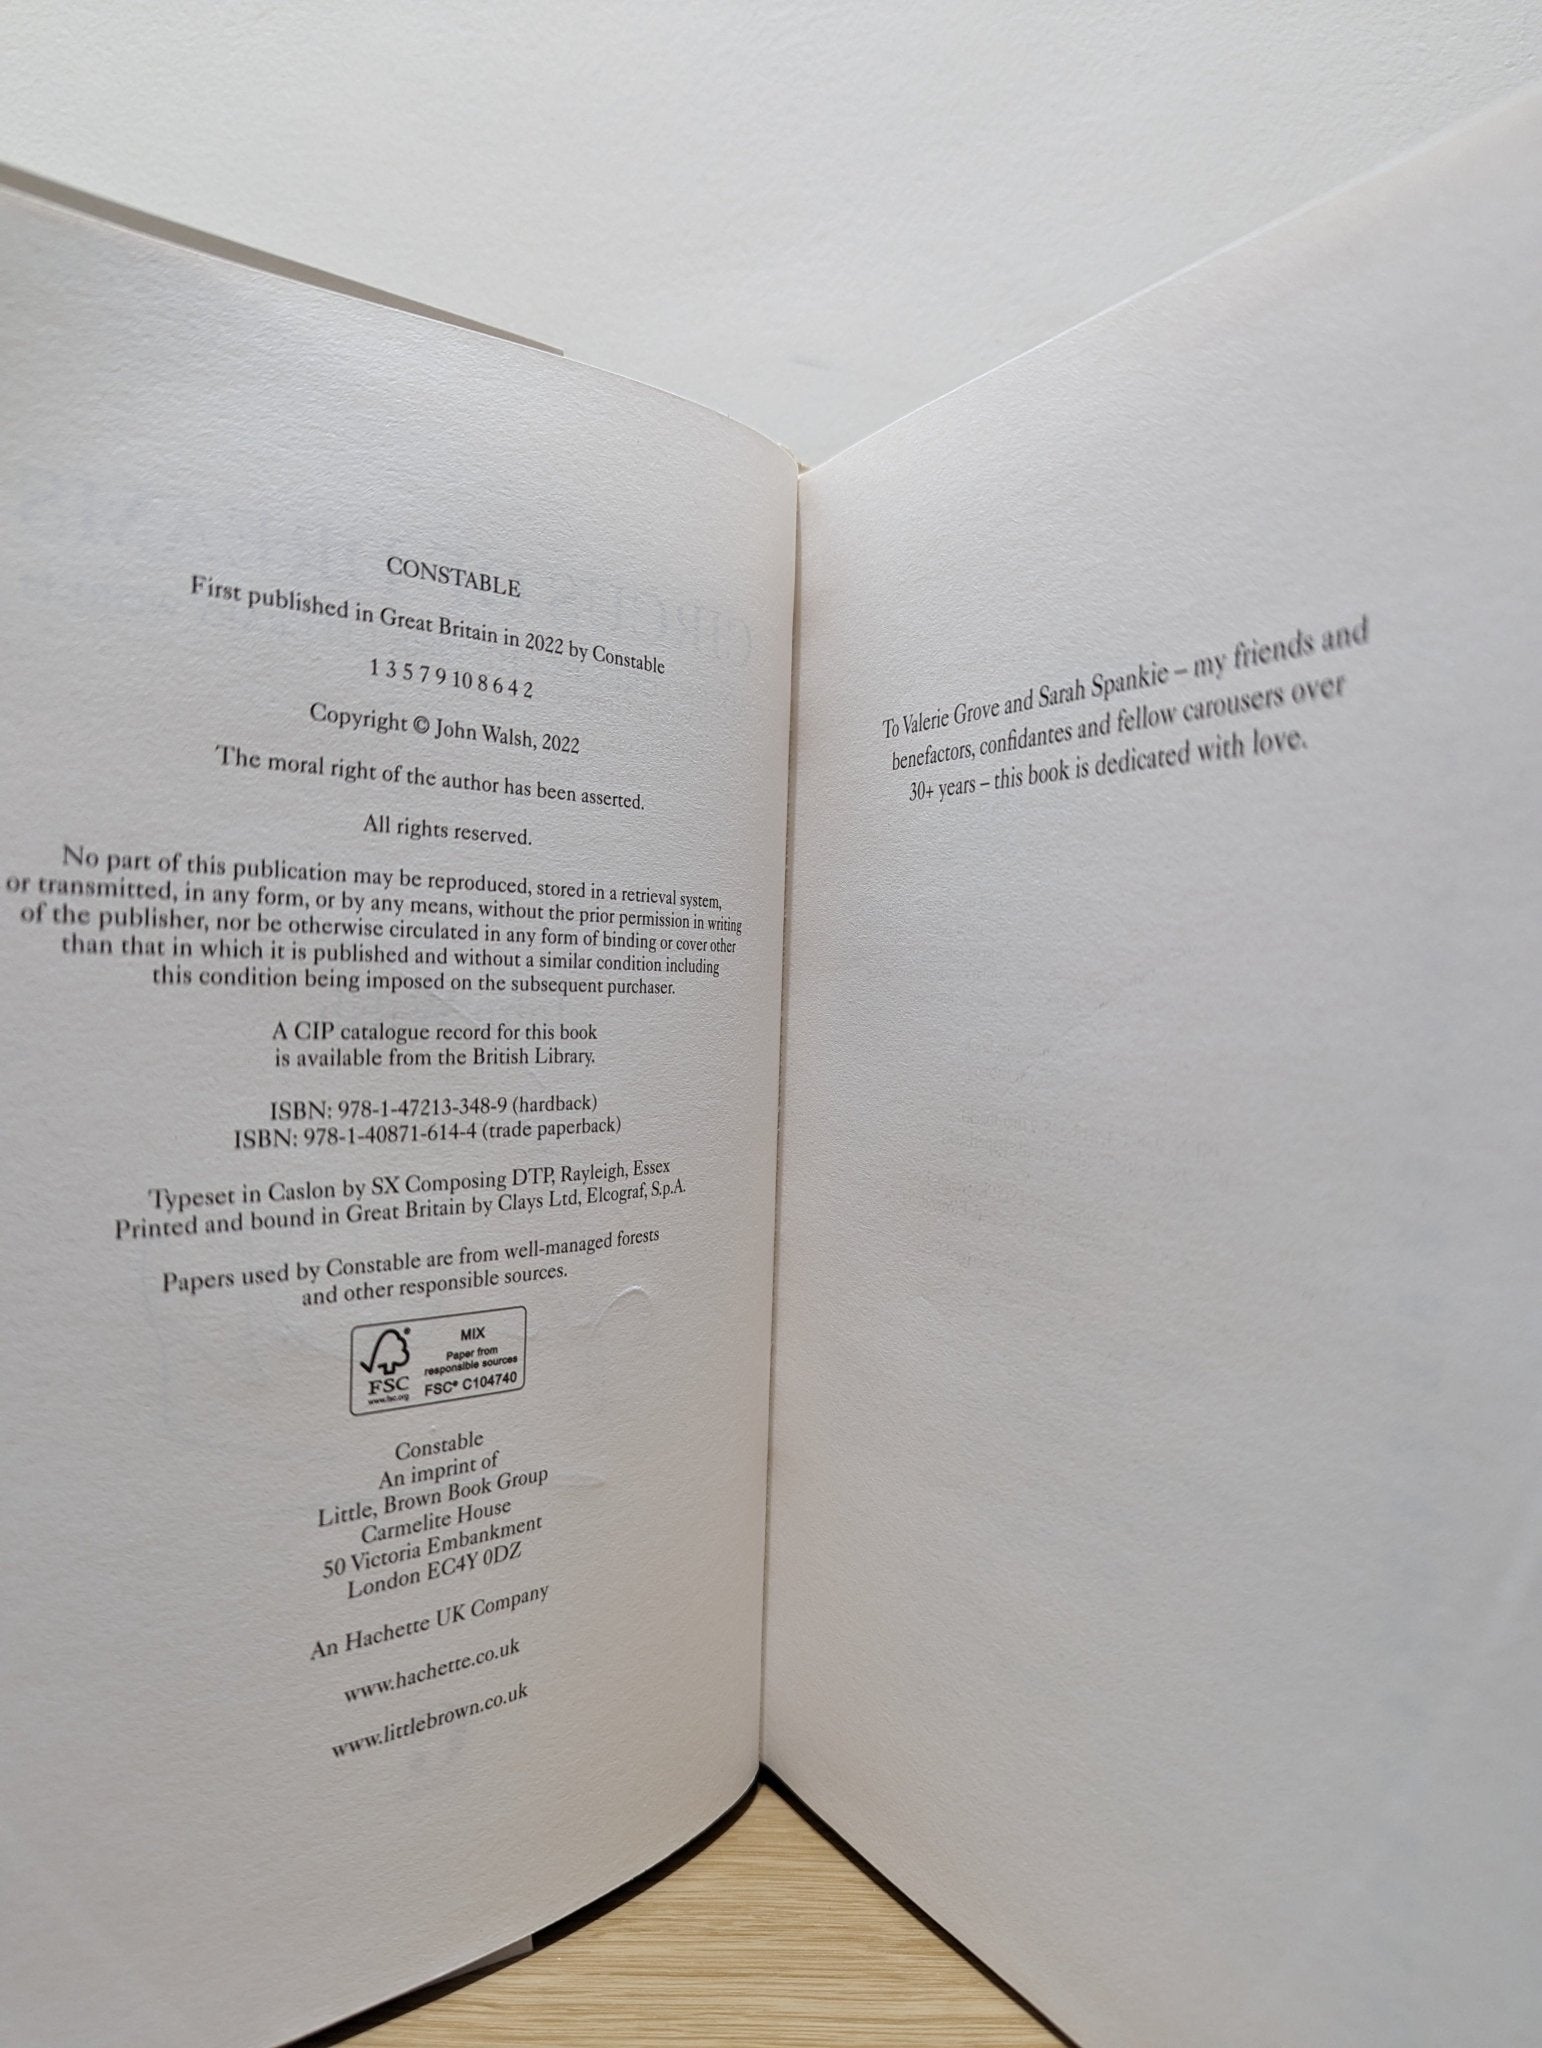 CONSTABLE
First published in Great Britain in 2022 by Constable
1 3 5 7 9 10 8 6 4 2
Copyright © John Walsh, 2022
The moral right of the author has been asserted.
All rights reserved.
No part of this publication may be reproduced, stored in a retrieval system,
or transmitted, in any form, or by any means, without the prior permission in writing
of the publisher, nor be otherwise circulated in any form of binding or cover other
than that in which it is published and without a similar condition including
this condition being imposed on the subsequent purchaser.
A CIP catalogue record for this book
is available from the British Library.
ISBN: 978-1-47213-348-9 (hardback)
ISBN: 978-1-40871-614-4 (trade paperback)
Typeset in Caslon by SX Composing DTP, Rayleigh, Essex
Printed and bound in Great Britain by Clays Ltd, Elcograf, S.p.A.
Papers used by Constable are from well-managed forests
and other responsible sources.
FSC
www.fsc.org
MIX
Paper from
responsible sources
FSC® C104740
Constable
An imprint of
Little, Brown Book Group
Carmelite House
50 Victoria Embankment
London EC4Y 0DZ
An Hachette UK Company
www.hachette.co.uk
www.littlebrown.co.uk
To Valerie Grove and Sarah Spankie – my friends and
benefactors, confidantes and fellow carousers over
30+ years – this book is dedicated with love.